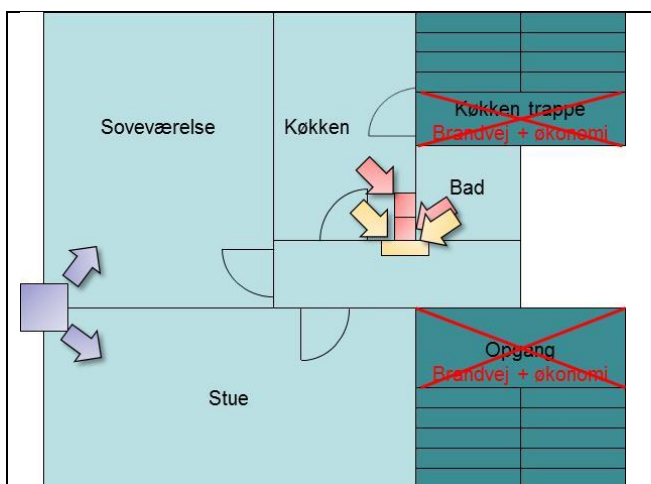 Køkken trappe
Brandvej + økonomi
Soveværelse
Køkken
Bad
Opgang
Brandvej + økonomi
Stue